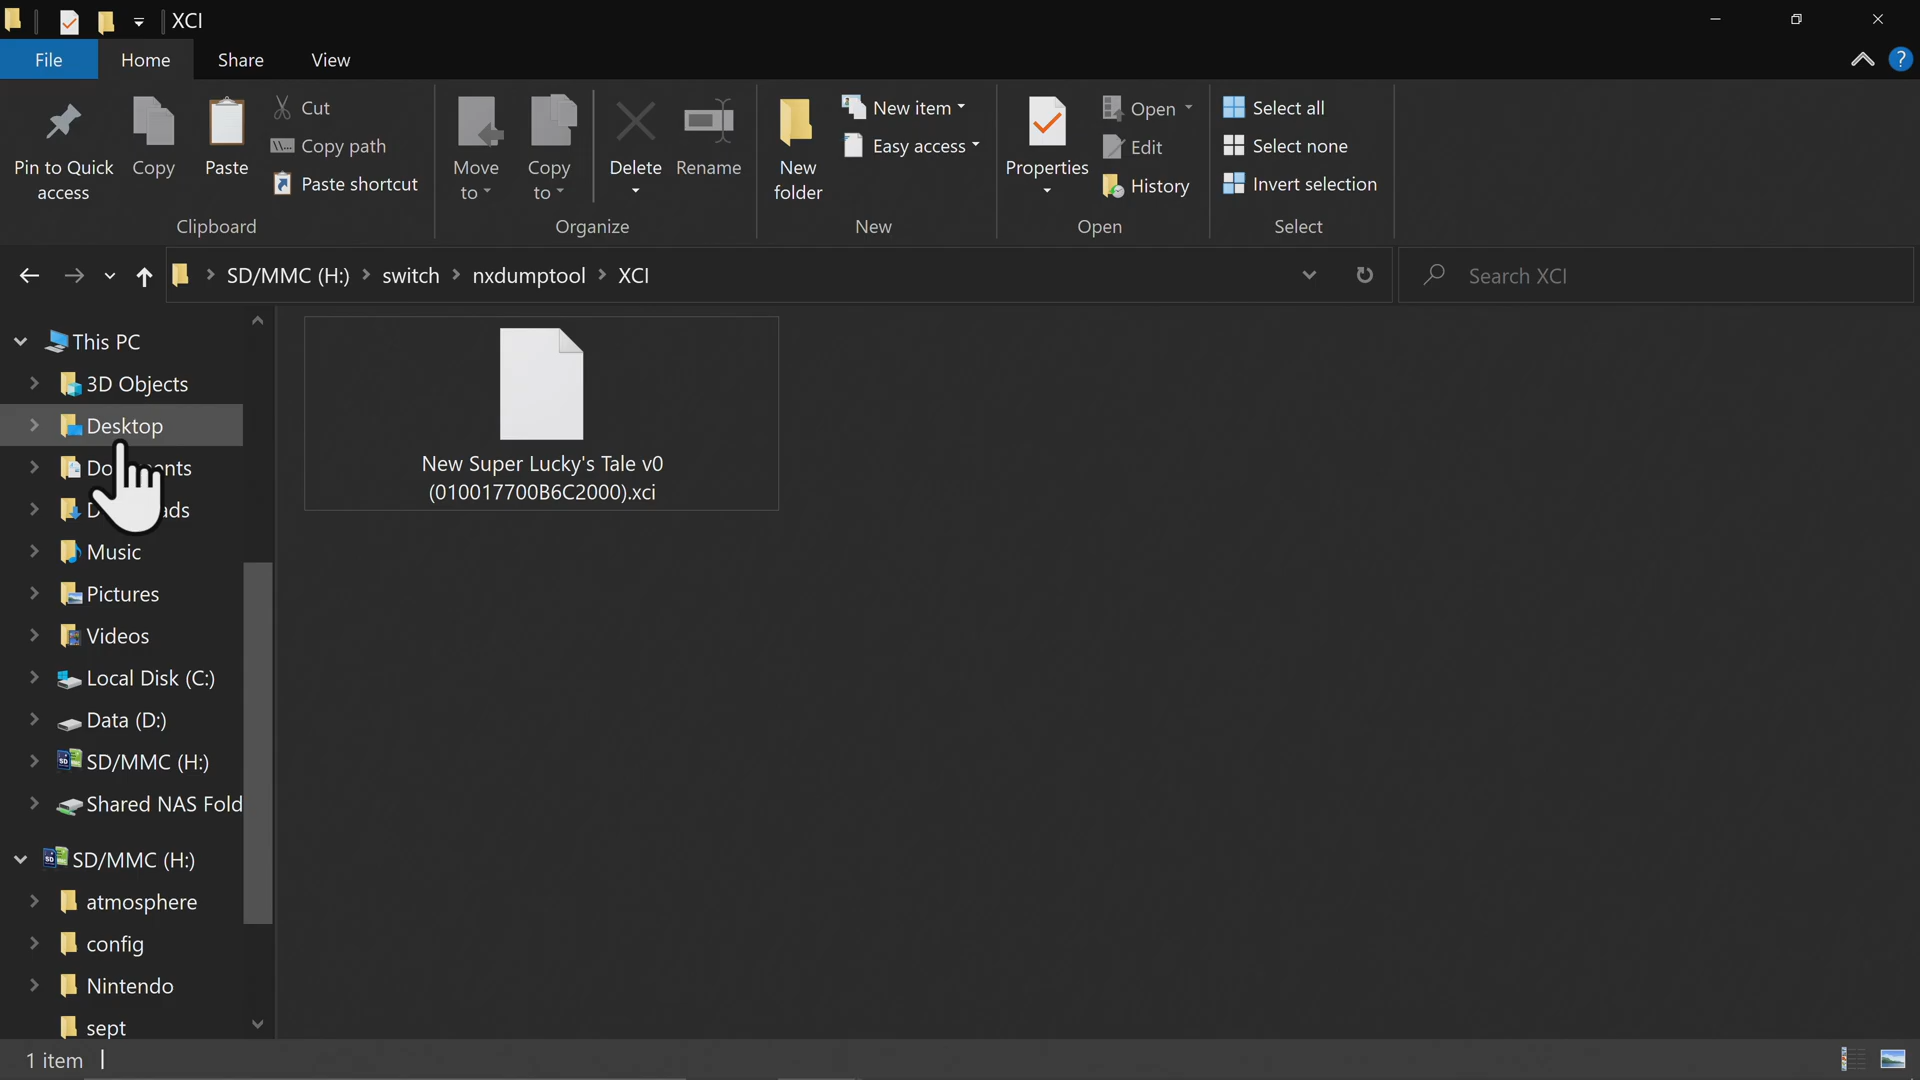 XCI
File
Home
Share
View
Pin to Quick
access
Copy
Paste
Cut
Copy path
Paste shortcut
Clipboard
Move
to
Copy
to
Delete
Rename
Organize
New
folder
New item
Easy access
New
Properties
Open
Edit
History
Open
Select all
Select none
Invert selection
Select
SD/MMC (H:)
switch
nxdumptool
XCI
Search XCI
This PC
3D Objects
Desktop
Music
Pictures
Videos
Local Disk (C:)
Data (D:)
SD/MMC (H:)
Shared NAS Fold
SD/MMC (H:)
atmosphere
config
Nintendo
sept
New Super Lucky's Tale v0
(010017700B6C2000).xci
1 item